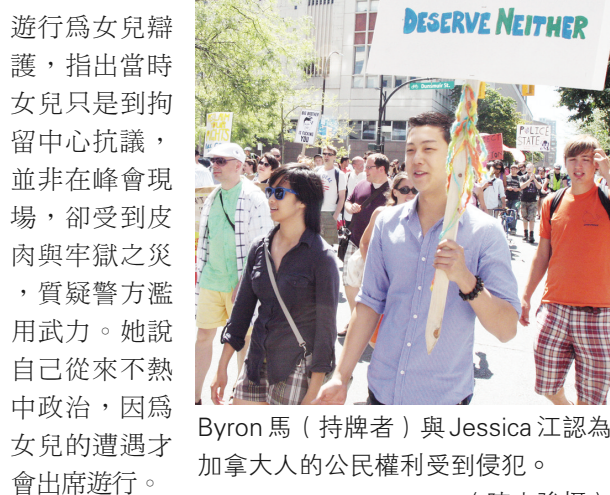 遊行爲女兒辯
護，指出當時
女兒只是到拘
留中心抗議，
並非在峰會現
場，卻受到皮
肉與牢獄之災
，質疑警方濫
用武力。她說
自己從來不熱
中政治，因爲
女兒的遭遇才
會出席遊行。
DESERVE NEITHER
Dunsmuir St.
POLICE
STATE
Byron 馬（持牌者）與 Jessica 江認為
加拿大人的公民權利受到侵犯。